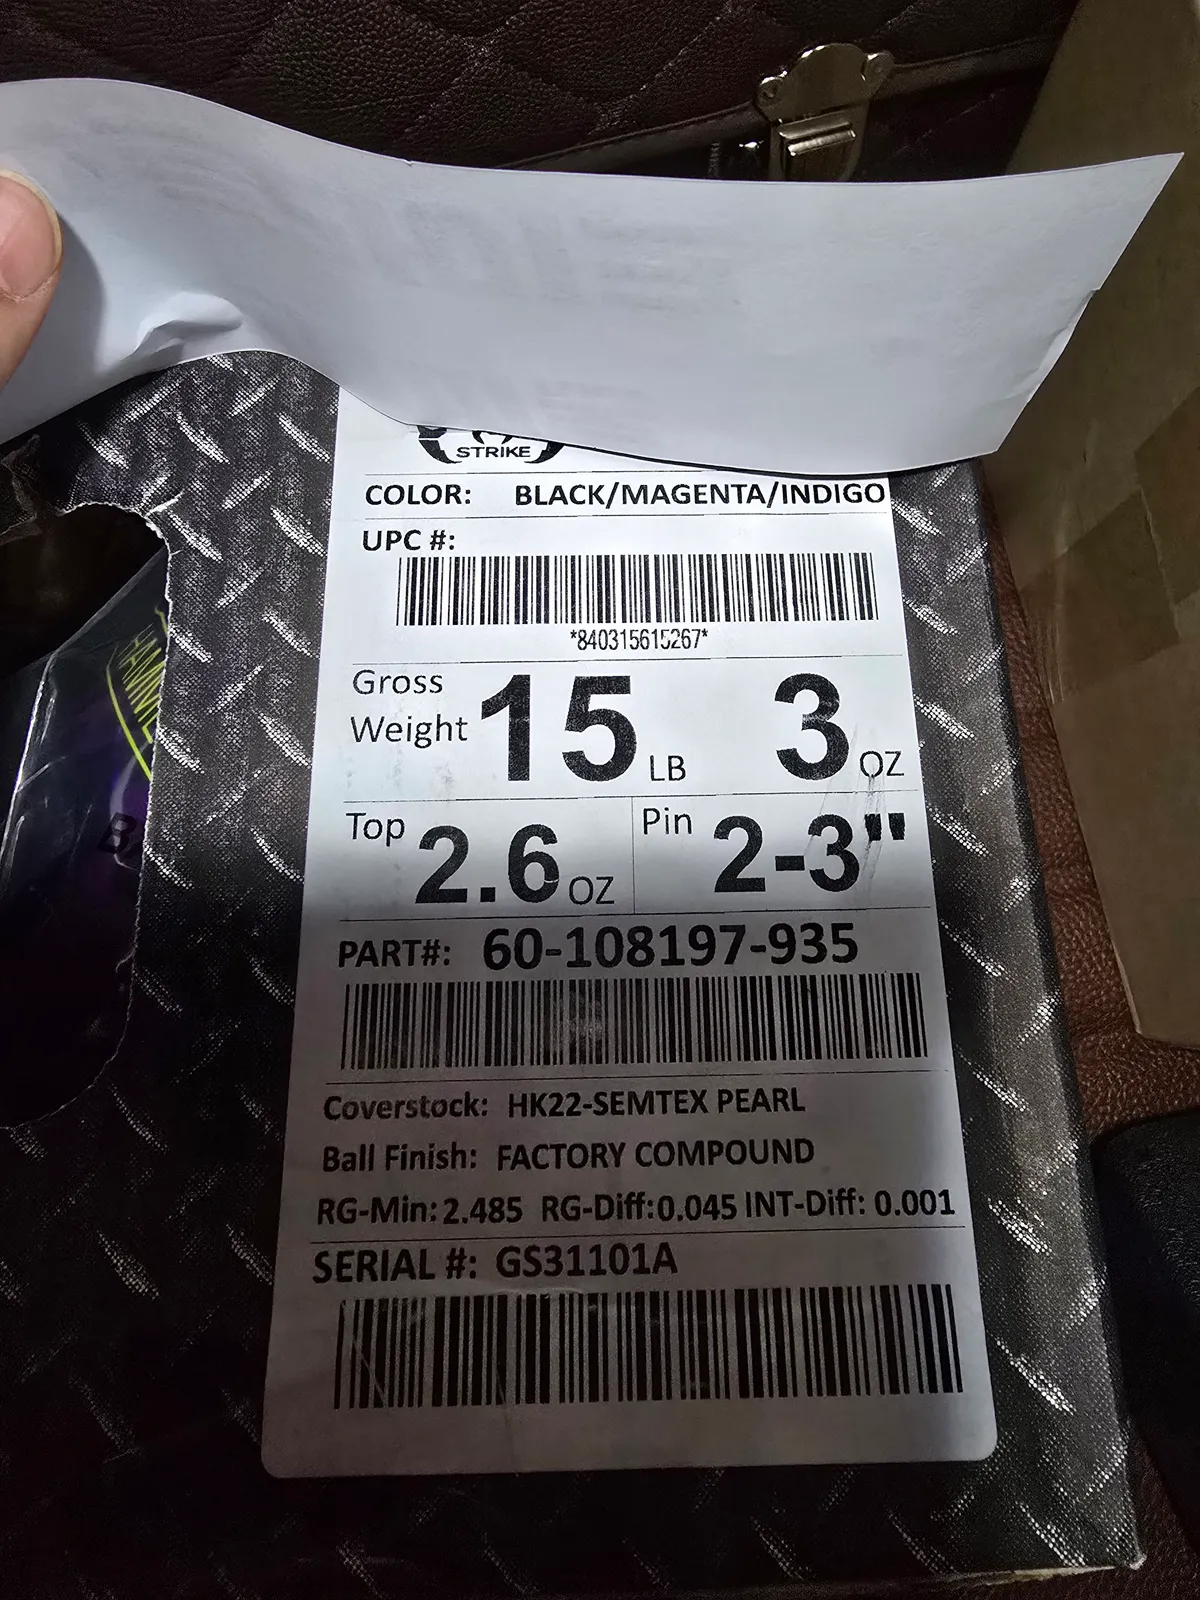 STRIKE
COLOR: BLACK/MAGENTA/INDIGO
UPC #:
*840315615267*
Gross Weight 15 LB 3 OZ
Top 2.6 OZ Pin 2-3"
PART#: 60-108197-935
Coverstock: HK22-SEMTEX PEARL
Ball Finish: FACTORY COMPOUND
RG-Min: 2.485 RG-Diff: 0.045 INT-Diff: 0.001
SERIAL #: GS31101A